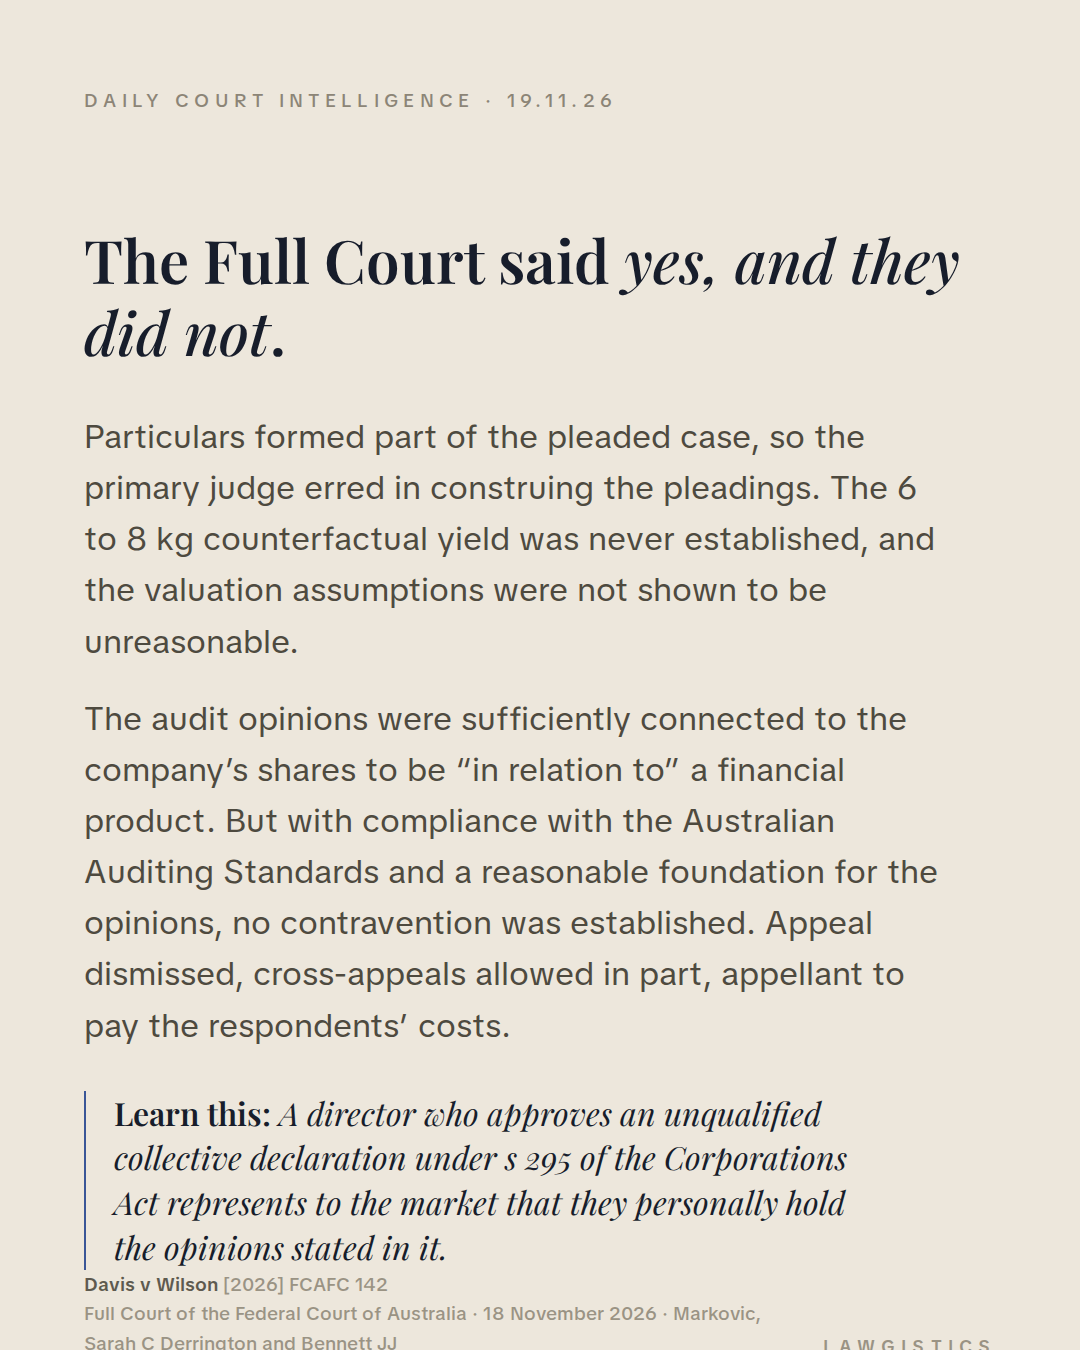 DAILY COURT INTELLIGENCE · 19.11.26
The Full Court said yes, and they
did not.
Particulars formed part of the pleaded case, so the
primary judge erred in construing the pleadings. The 6
to 8 kg counterfactual yield was never established, and
the valuation assumptions were not shown to be
unreasonable.
The audit opinions were sufficiently connected to the
company’s shares to be “in relation to” a financial
product. But with compliance with the Australian
Auditing Standards and a reasonable foundation for the
opinions, no contravention was established. Appeal
dismissed, cross-appeals allowed in part, appellant to
pay the respondents’ costs.
Learn this: A director who approves an unqualified
collective declaration under s 295 of the Corporations
Act represents to the market that they personally hold
the opinions stated in it.
Davis v Wilson [2026] FCAFC 142
Full Court of the Federal Court of Australia · 18 November 2026 · Markovic,
Sarah C Derrington and Bennett JJ
LAWGISTICS